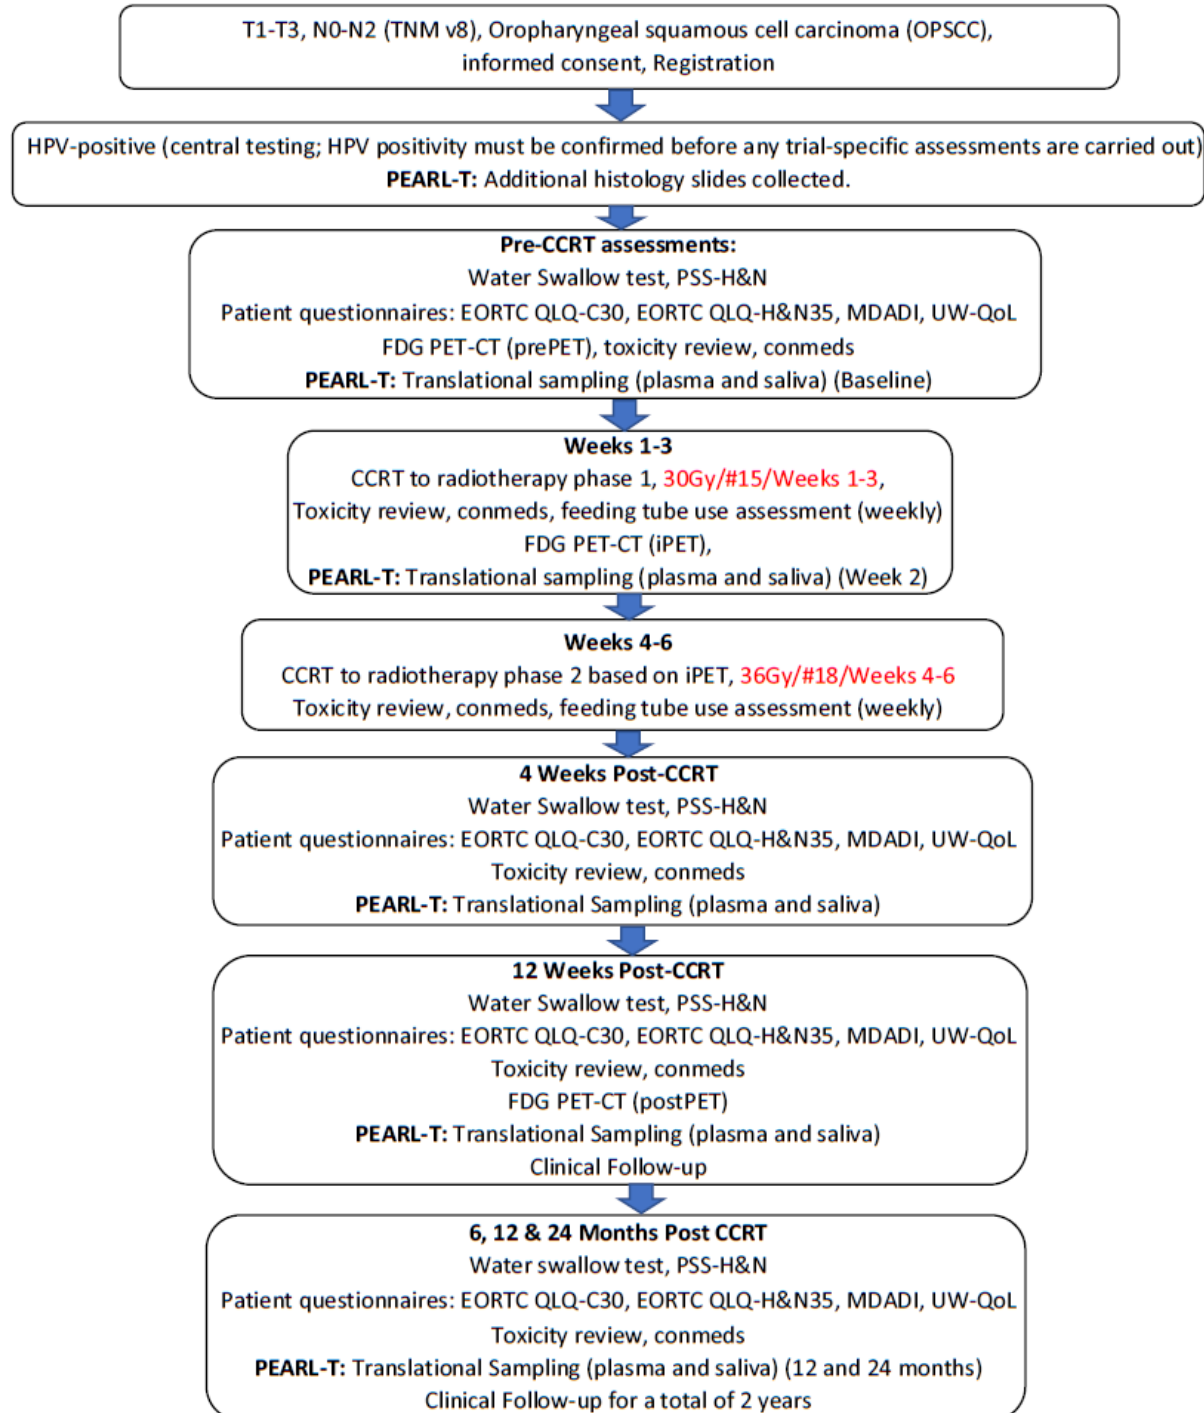 T1-T3, N0-N2 (TNM v8), Oropharyngeal squamous cell carcinoma (OPSCC),
informed consent, Registration
HPV-positive (central testing; HPV positivity must be confirmed before any trial-specific assessments are carried out)
PEARL-T: Additional histology slides collected.
Pre-CCRT assessments:
Water Swallow test, PSS-H&N
Patient questionnaires: EORTC QLQ-C30, EORTC QLQ-H&N35, MDADI, UW-QoL
FDG PET-CT (prePET), toxicity review, conmeds
PEARL-T: Translational sampling (plasma and saliva) (Baseline)
Weeks 1-3
CCRT to radiotherapy phase 1, 30Gy/#15/Weeks 1-3,
Toxicity review, conmeds, feeding tube use assessment (weekly)
FDG PET-CT (iPET),
PEARL-T: Translational sampling (plasma and saliva) (Week 2)
Weeks 4-6
CCRT to radiotherapy phase 2 based on iPET, 36Gy/#18/Weeks 4-6
Toxicity review, conmeds, feeding tube use assessment (weekly)
4 Weeks Post-CCRT
Water Swallow test, PSS-H&N
Patient questionnaires: EORTC QLQ-C30, EORTC QLQ-H&N35, MDADI, UW-QoL
Toxicity review, conmeds
PEARL-T: Translational Sampling (plasma and saliva)
12 Weeks Post-CCRT
Water Swallow test, PSS-H&N
Patient questionnaires: EORTC QLQ-C30, EORTC QLQ-H&N35, MDADI, UW-QoL
Toxicity review, conmeds
FDG PET-CT (postPET)
PEARL-T: Translational Sampling (plasma and saliva)
Clinical Follow-up
6, 12 & 24 Months Post CCRT
Water swallow test, PSS-H&N
Patient questionnaires: EORTC QLQ-C30, EORTC QLQ-H&N35, MDADI, UW-QoL
Toxicity review, conmeds
PEARL-T: Translational Sampling (plasma and saliva) (12 and 24 months)
Clinical Follow-up for a total of 2 years